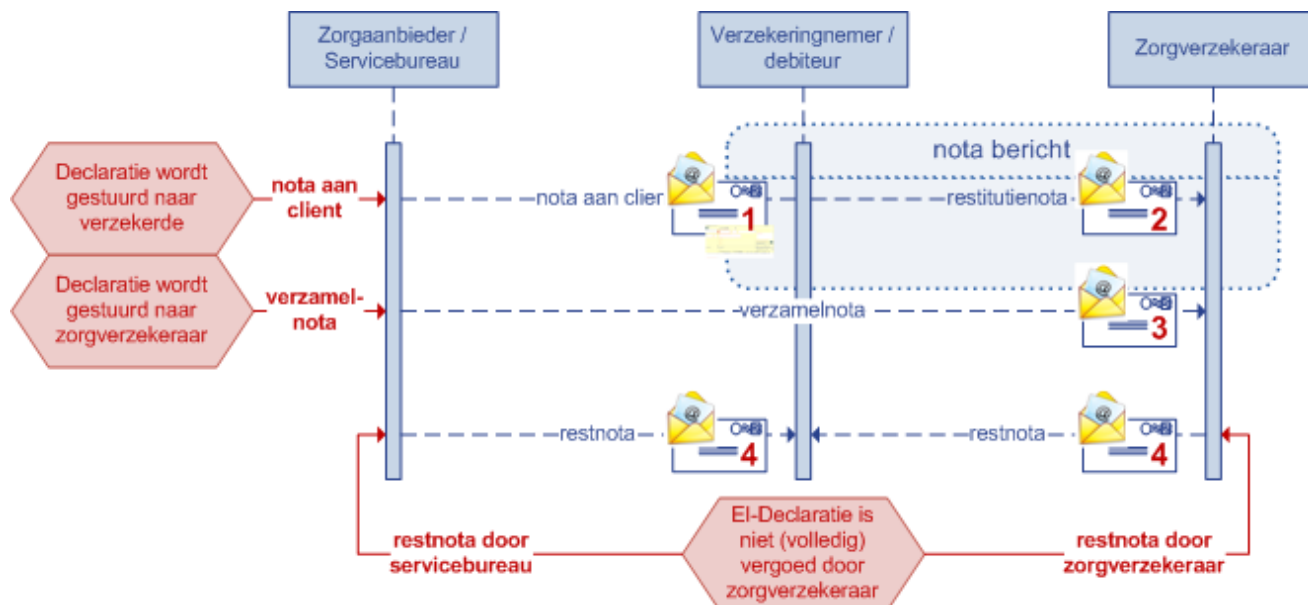 Zorgaanbieder /
Servicebureau
Verzekeringnemer /
debiteur
Zorgverzekeraar
nota bericht
Declaratie wordt
gestuurd naar
verzekerde
nota aan
client
nota aan clien
1
restitutienota
2
Declaratie wordt
gestuurd naar
zorgverzekeraar
verzamel-
nota
verzamelnota
3
restnota
4
restnota
4
restnota door
servicebureau
EI-Declaratie is
niet (volledig)
vergoed door
zorgverzekeraar
restnota door
zorgverzekeraar